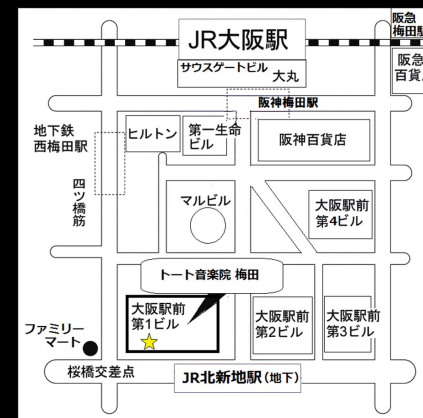 阪急
梅田駅
JR大阪駅
阪急
百貨店
サウスゲートビル
大丸
阪神梅田駅
地下鉄
西梅田駅
ヒルトン
第一生命
ビル
阪神百貨店
四ツ橋筋
マルビル
大阪駅前
第4ビル
トート音楽院 梅田
大阪駅前
第1ビル
大阪駅前
第2ビル
大阪駅前
第3ビル
ファミリー
マート
桜橋交差点
JR北新地駅(地下)